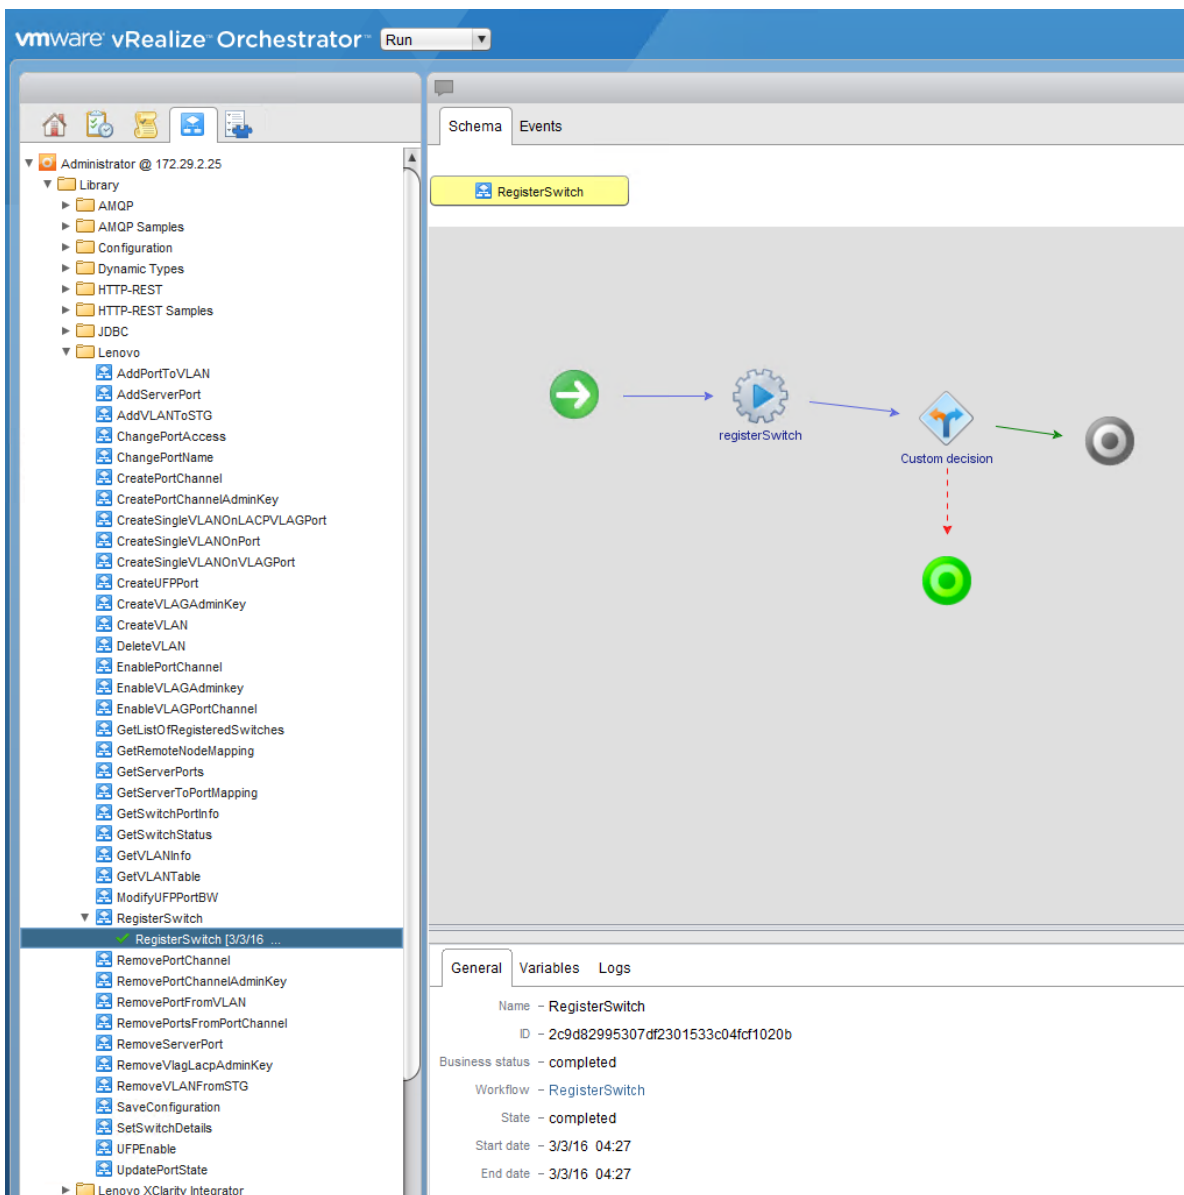 vmware vRealize™ Orchestrator™ Run
Schema Events
Administrator @ 172.29.2.25
Library
AMQP
AMQP Samples
Configuration
Dynamic Types
HTTP-REST
HTTP-REST Samples
JDBC
Lenovo
AddPortToVLAN
AddServerPort
AddVLANToSTG
ChangePortAccess
ChangePortName
CreatePortChannel
CreatePortChannelAdminKey
CreateSingleVLANOnLACPVLAGPort
CreateSingleVLANOnPort
CreateSingleVLANOnVLAGPort
CreateUFPPort
CreateVLAGAdminKey
CreateVLAN
DeleteVLAN
EnablePortChannel
EnableVLAGAdminkey
EnableVLAGPortChannel
GetListOfRegisteredSwitches
GetRemoteNodeMapping
GetServerPorts
GetServerToPortMapping
GetSwitchPortInfo
GetSwitchStatus
GetVLANInfo
GetVLANTable
ModifyUFPPortBW
RegisterSwitch
RegisterSwitch [3/3/16 ...
RemovePortChannel
RemovePortChannelAdminKey
RemovePortFromVLAN
RemovePortsFromPortChannel
RemoveServerPort
RemoveVlagLacpAdminKey
RemoveVLANFromSTG
SaveConfiguration
SetSwitchDetails
UFPEnable
UpdatePortState
Lenovo XClarity Integrator
RegisterSwitch
registerSwitch
Custom decision
General Variables Logs
Name - RegisterSwitch
ID - 2c9d82995307df2301533c04fcf1020b
Business status - completed
Workflow - RegisterSwitch
State - completed
Start date - 3/3/16 04:27
End date - 3/3/16 04:27